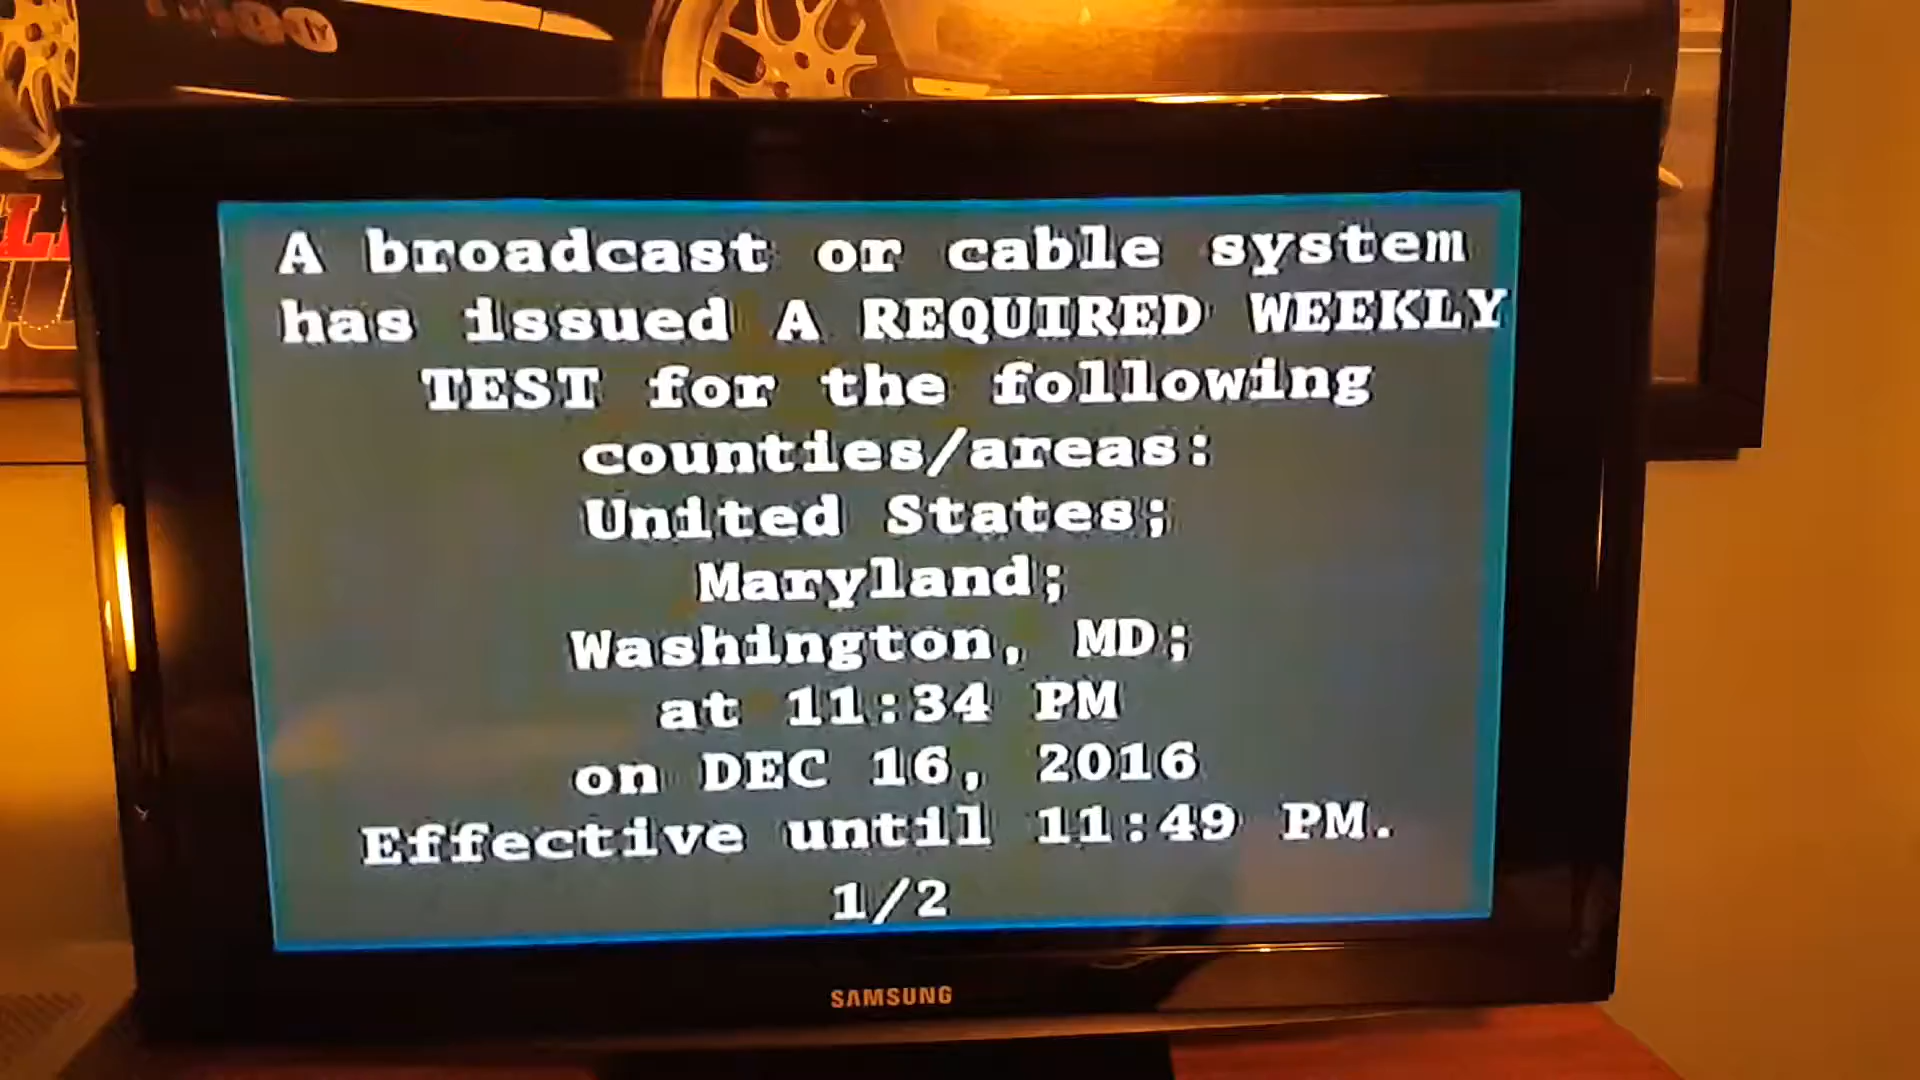 A broadcast or cable system
has issued A REQUIRED WEEKLY
TEST for the following
counties/areas:
United States;
Maryland;
Washington, MD;
at 11:34 PM
on DEC 16, 2016
Effective until 11:49 PM.
1/2
SAMSUNG